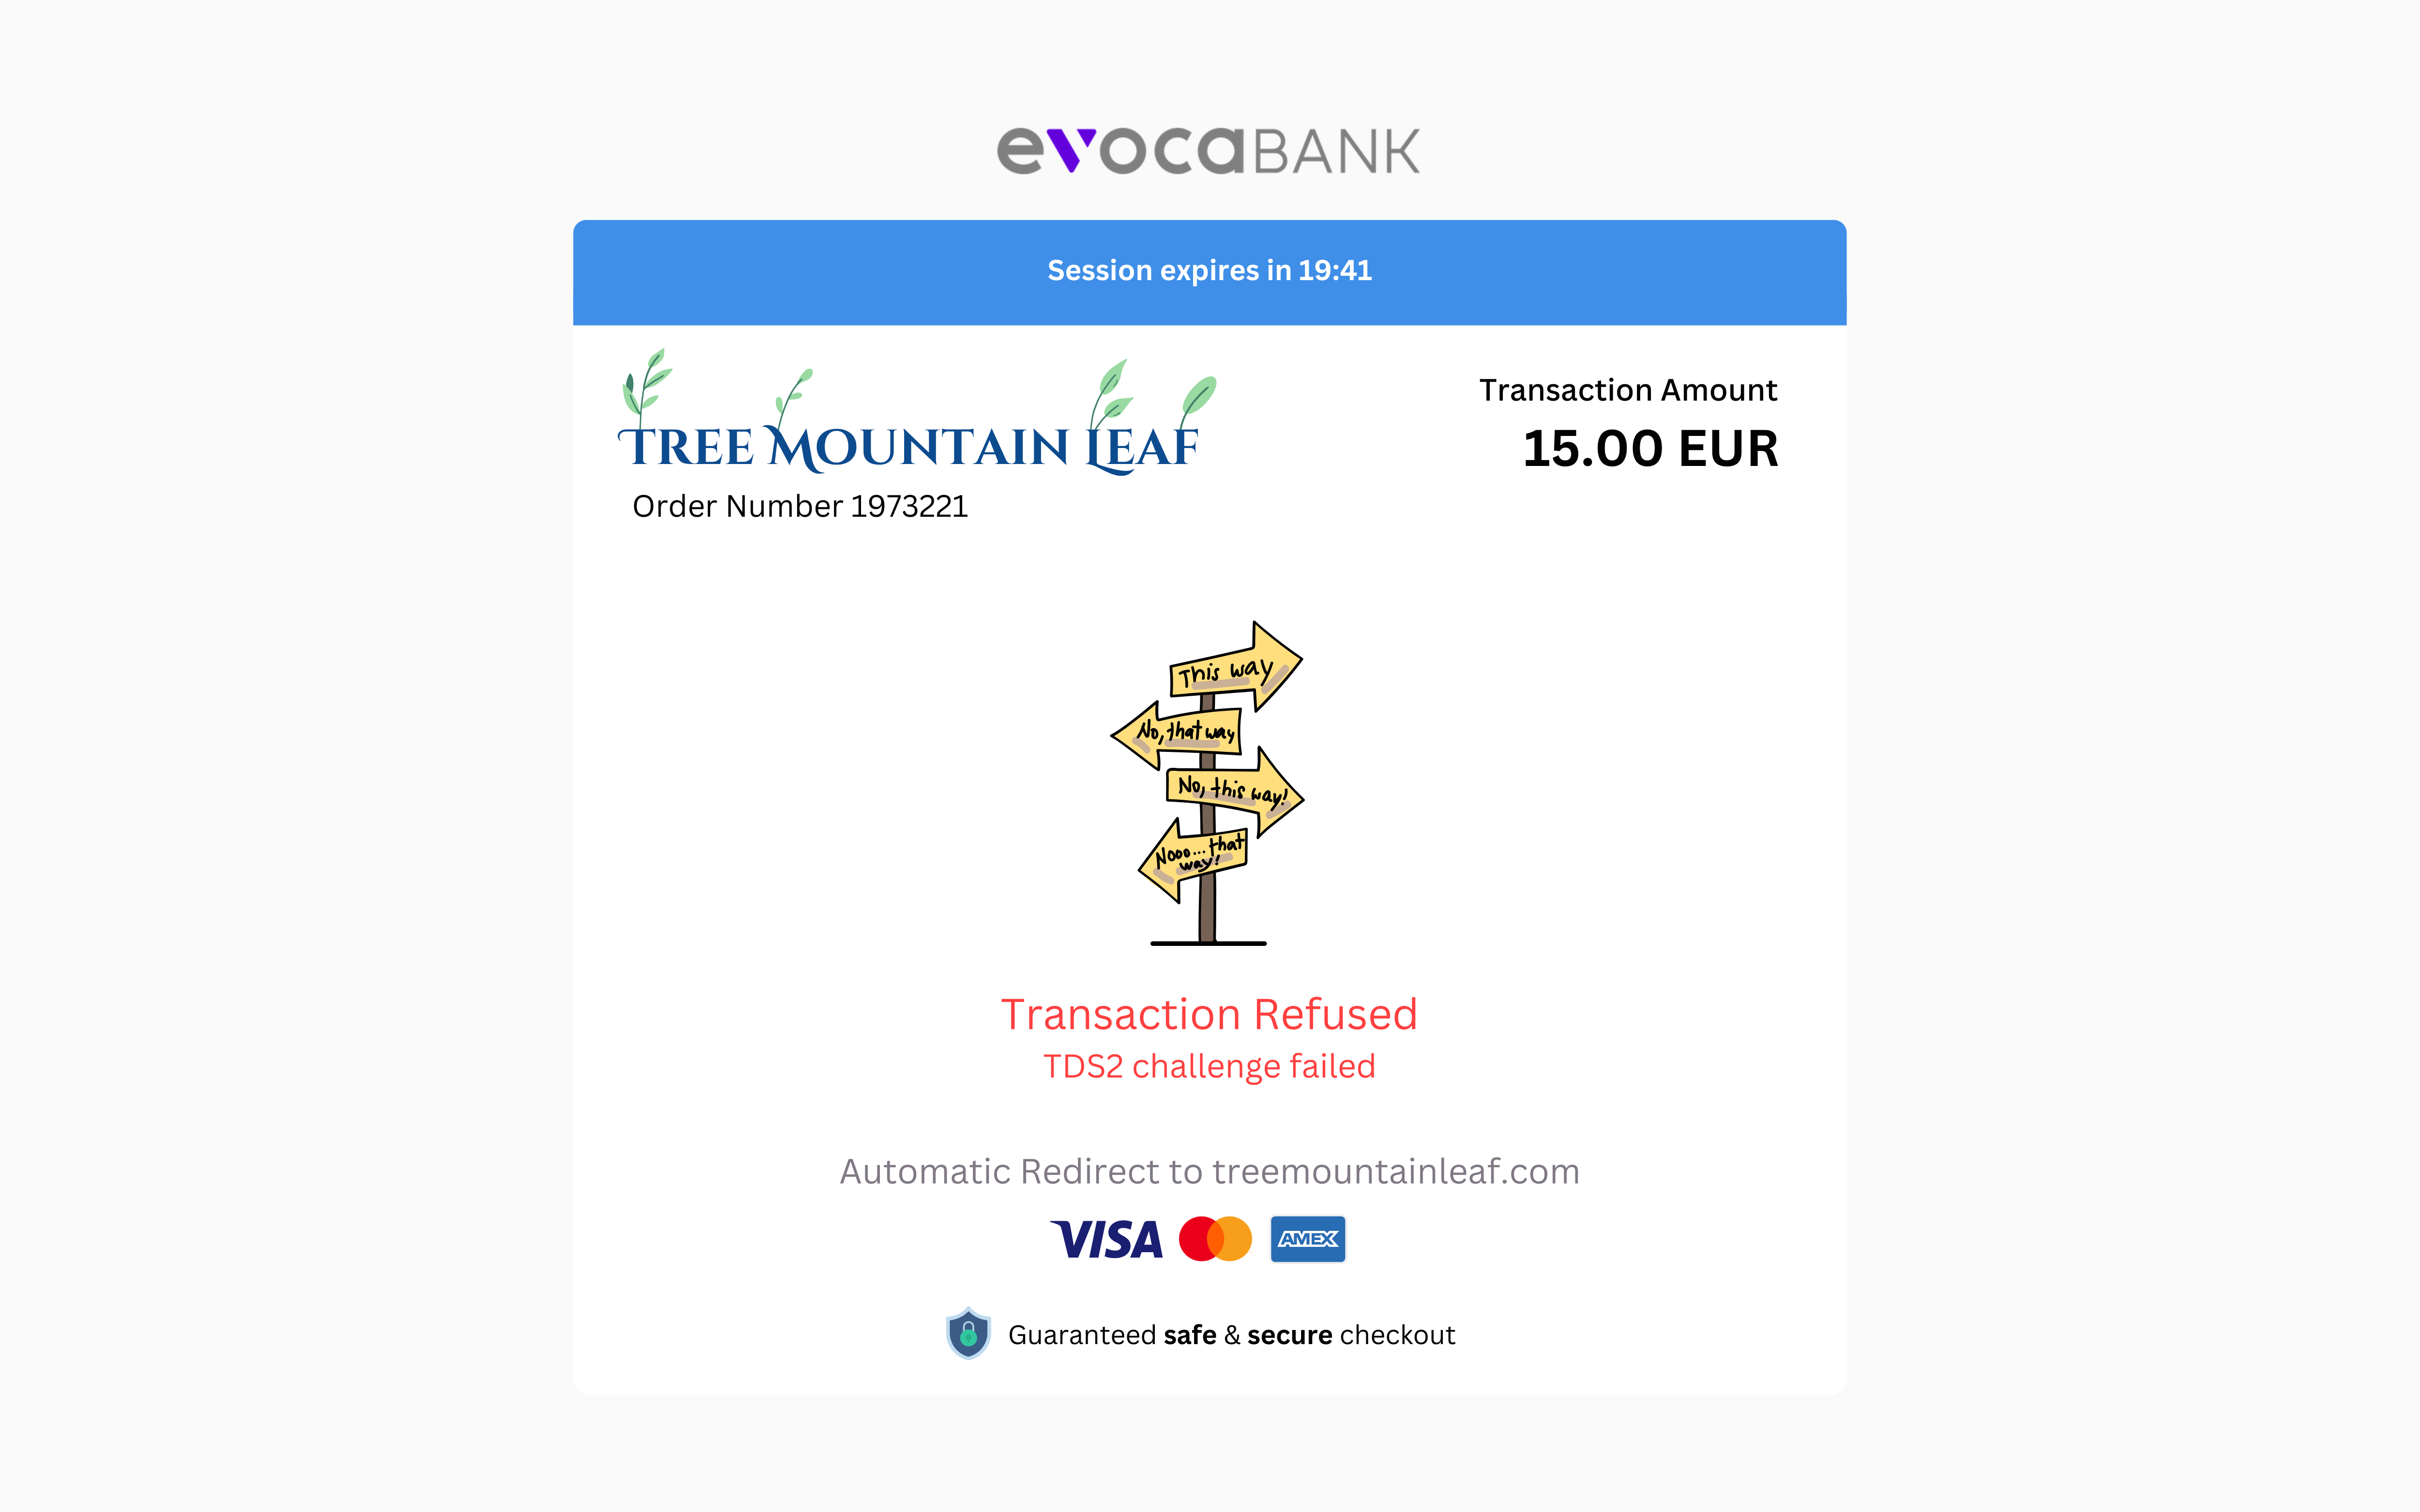 evocaBANK
Session expires in 19:41
TREE MOUNTAIN LEAF
Transaction Amount
15.00 EUR
Order Number 1973221
This way
No, that way
No, this way!
Nooo... that
way!
Transaction Refused
TDS2 challenge failed
Automatic Redirect to treemountainleaf.com
VISA
AMEX
Guaranteed safe & secure checkout